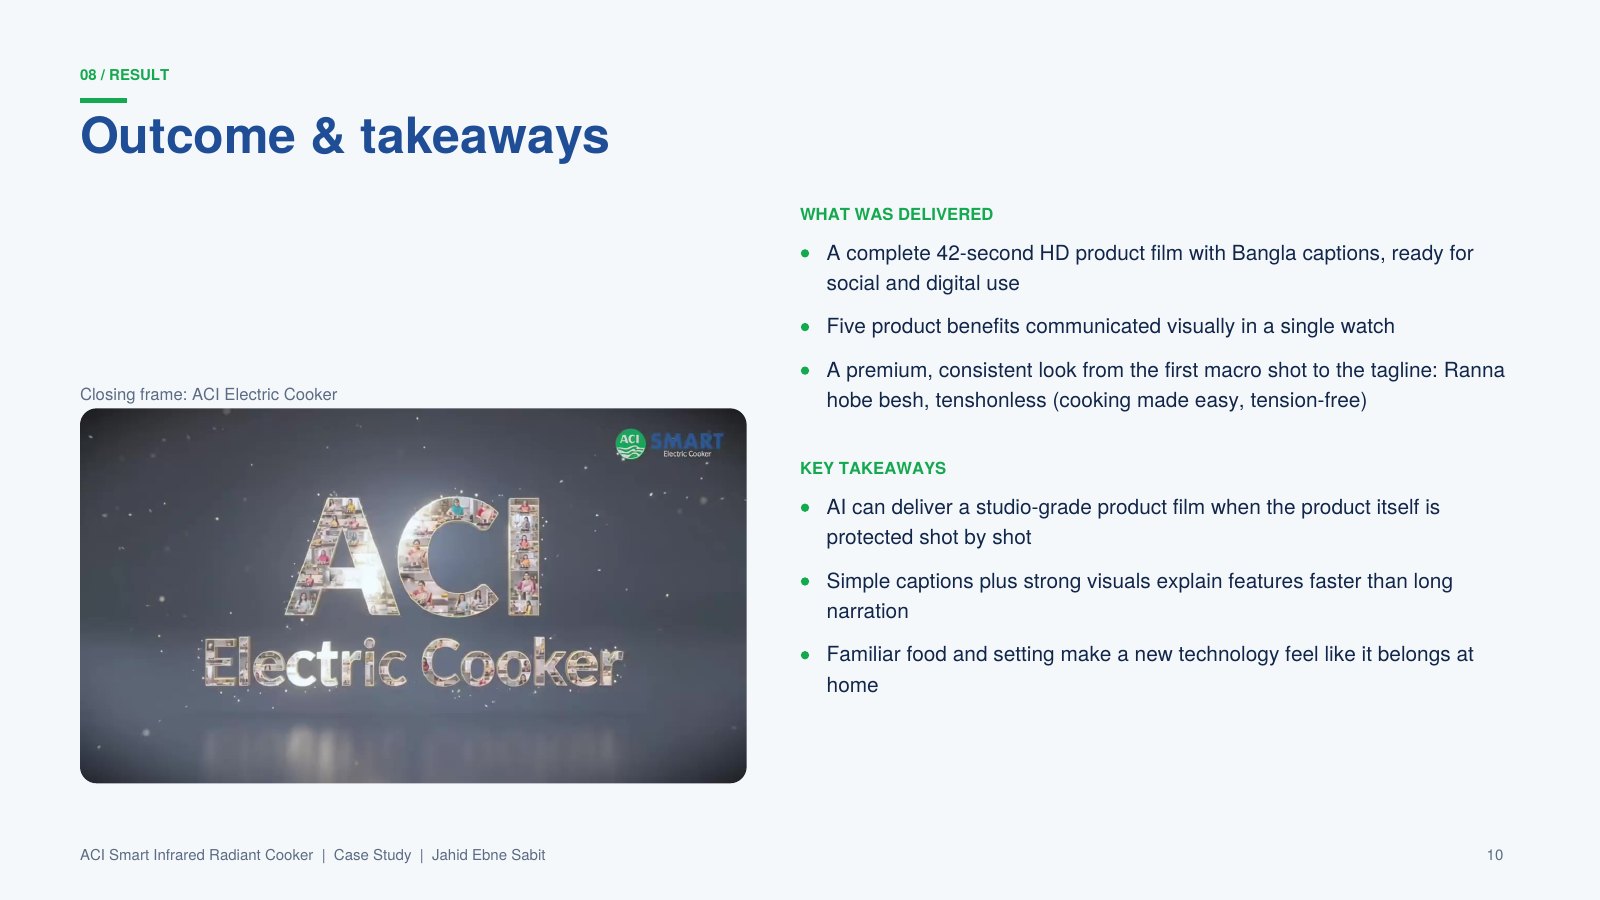 08 / RESULT
Outcome & takeaways
Closing frame: ACI Electric Cooker
ACI
SMART
Electric Cooker
ACI
Electric Cooker
WHAT WAS DELIVERED
• A complete 42-second HD product film with Bangla captions, ready for
social and digital use
• Five product benefits communicated visually in a single watch
• A premium, consistent look from the first macro shot to the tagline: Ranna
hobe besh, tenshonless (cooking made easy, tension-free)
KEY TAKEAWAYS
• AI can deliver a studio-grade product film when the product itself is
protected shot by shot
• Simple captions plus strong visuals explain features faster than long
narration
• Familiar food and setting make a new technology feel like it belongs at
home
ACI Smart Infrared Radiant Cooker | Case Study | Jahid Ebne Sabit
10